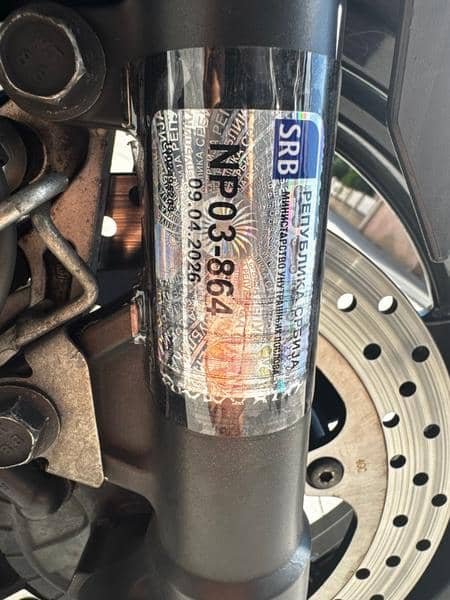 SRB
РЕПУБЛИКА СРБИЈА
МИНИСТАРСТВО УНУТРАШЊИХ ПОСЛОВА
NP03-864
09.04.2026